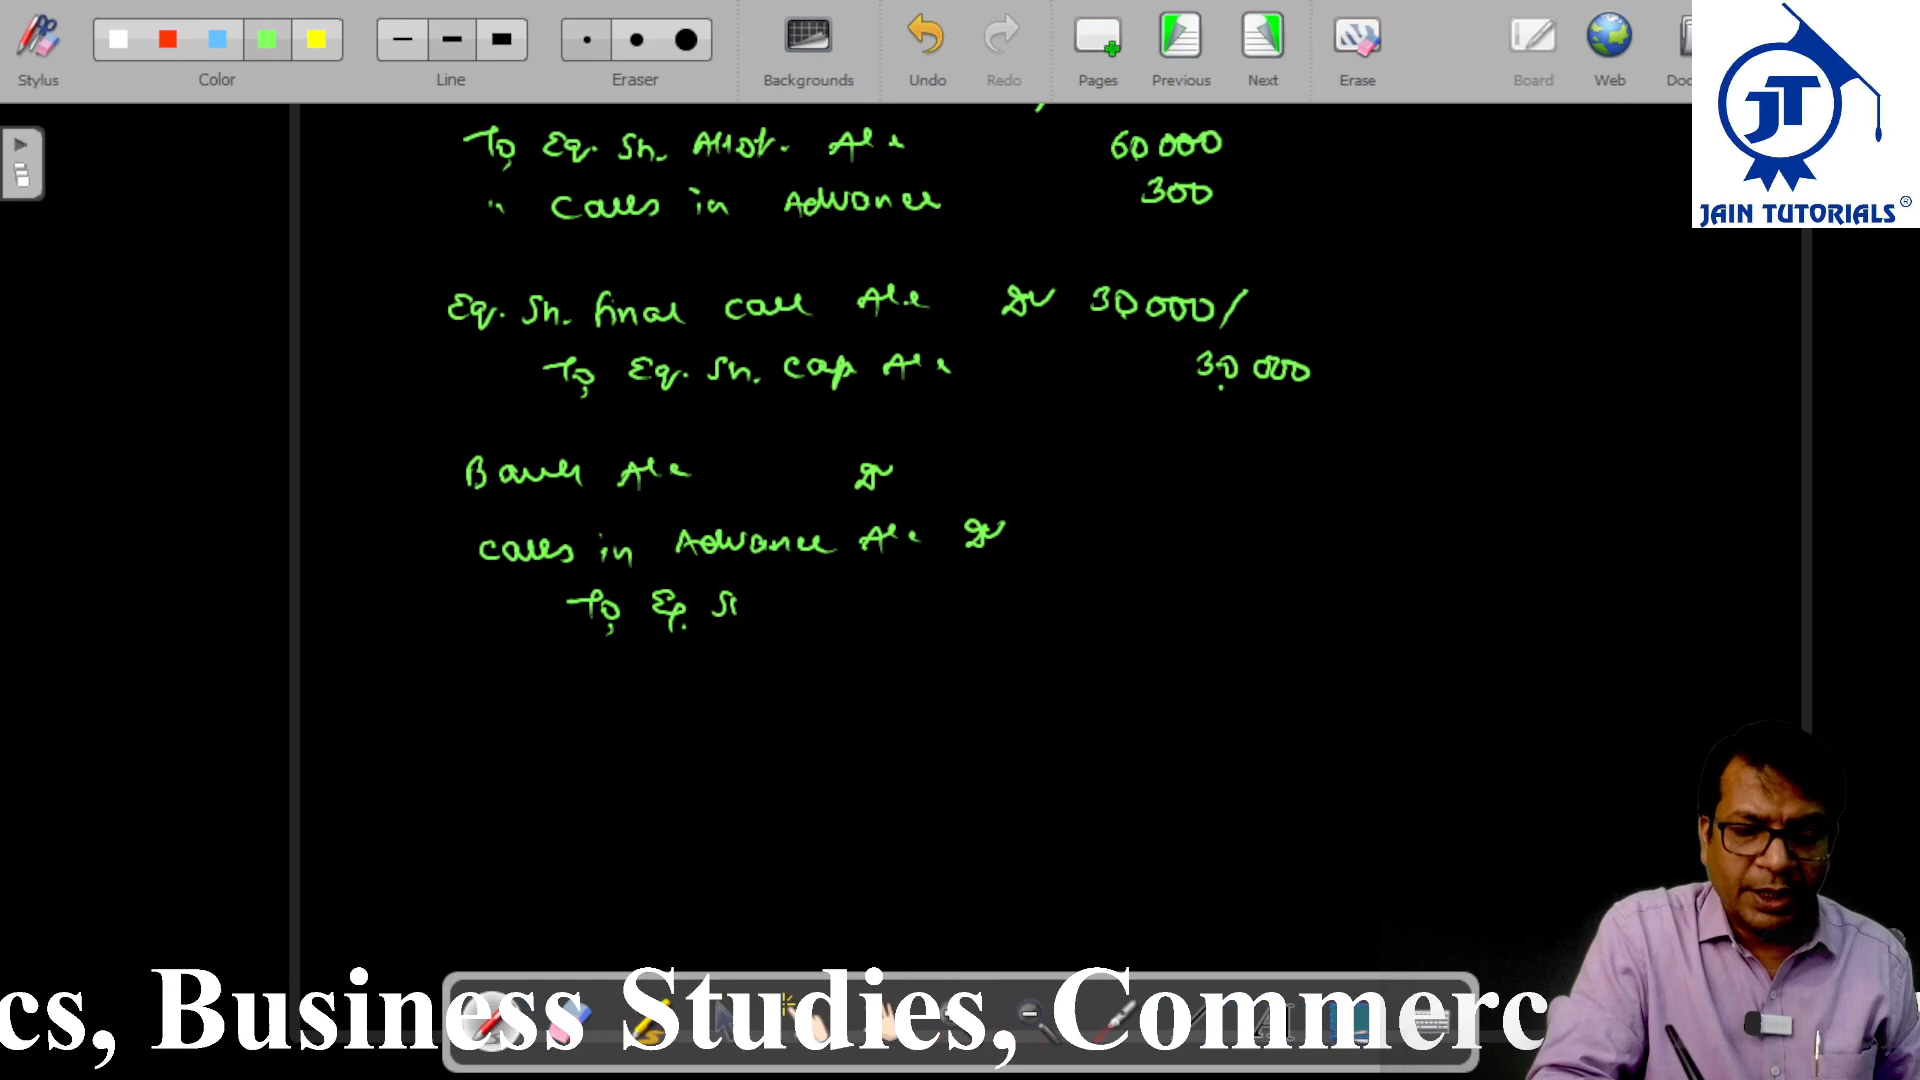 Stylus
Color
Line
Eraser
Backgrounds
Undo
Redo
Pages
Previous
Next
Erase
Board
Web
JT
JAIN TUTORIALS®
To Eq. Sh. Allot. A/c 60000
" Calls in Advance 300
Eq. Sh. final call A/c Dr 30000/
To Eq. Sh. Cap A/c 30000
Bank A/c Dr
calls in Advance A/c Dr
To Eq. S
cs, Business Studies, Commerc